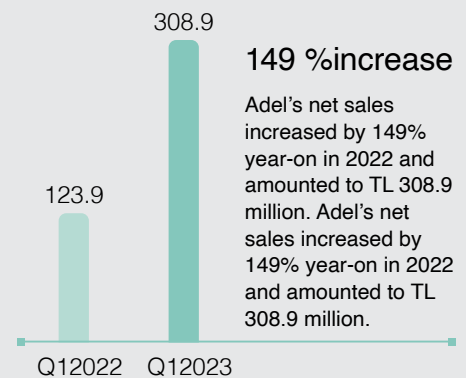 308.9
123.9
Q12022
Q12023
149 %increase
Adel's net sales
increased by 149%
year-on in 2022 and
amounted to TL 308.9
million. Adel's net
sales increased by
149% year-on in 2022
and amounted to TL
308.9 million.